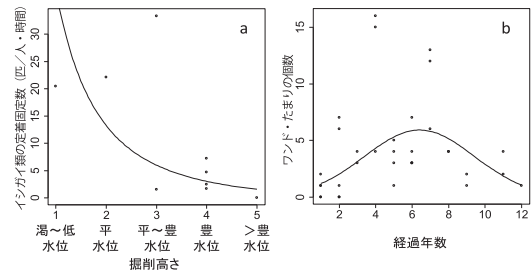 a
イシガイ類の定着固定数（匹／人・時間）
30
25
20
15
10
5
0
1 2 3 4 5
渇～低 平 平～豊 豊 ＞豊
水位 水位 水位 水位 水位
掘削高さ
b
ワンド・たまりの個数
15
10
5
0
2 4 6 8 10 12
経過年数